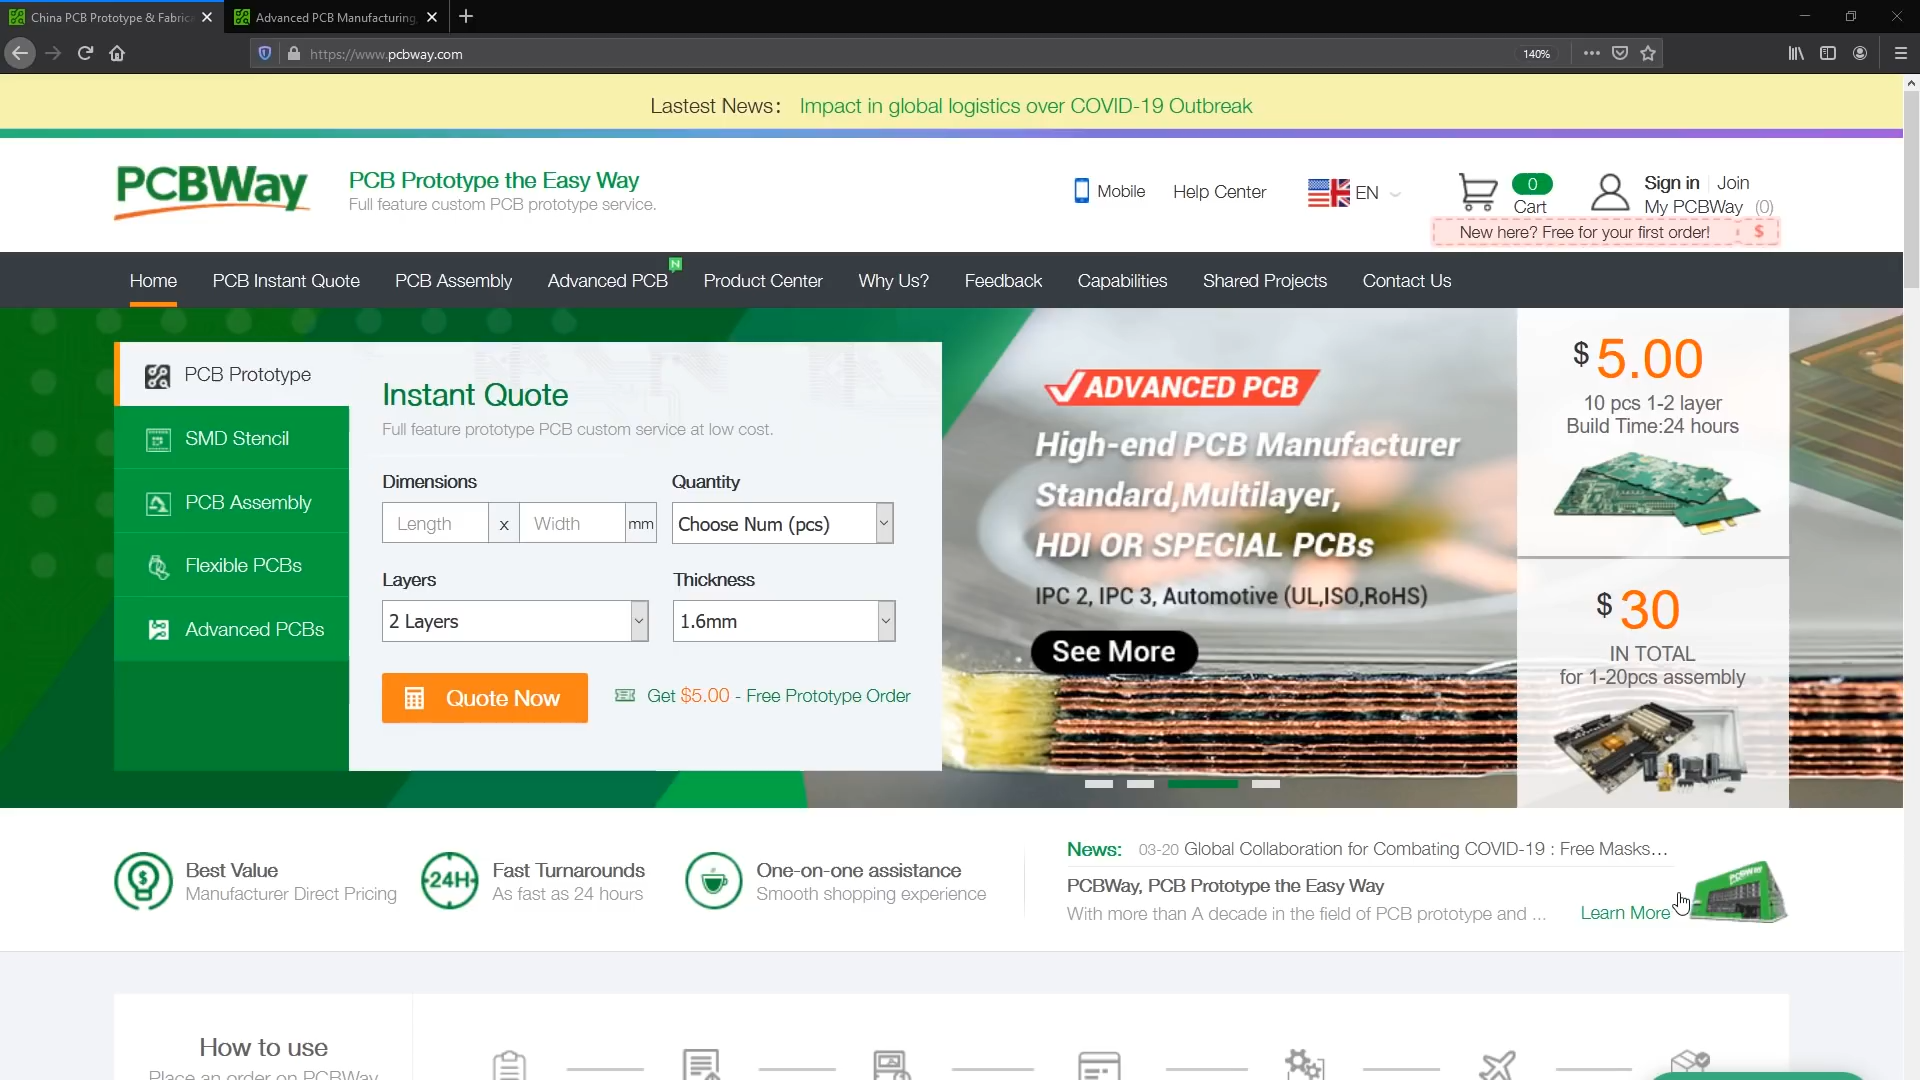 China PCB Prototype & Fabrica
Advanced PCB Manufacturing,
https://www.pcbway.com
140%
Lastest News: Impact in global logistics over COVID-19 Outbreak
PCBWay
PCB Prototype the Easy Way
Full feature custom PCB prototype service.
Mobile
Help Center
EN
0
Cart
Sign in
Join
My PCBWay (0)
New here? Free for your first order! $
Home
PCB Instant Quote
PCB Assembly
Advanced PCB
N
Product Center
Why Us?
Feedback
Capabilities
Shared Projects
Contact Us
PCB Prototype
SMD Stencil
PCB Assembly
Flexible PCBs
Advanced PCBs
Instant Quote
Full feature prototype PCB custom service at low cost.
Dimensions
Quantity
Length x Width mm
Choose Num (pcs)
Layers
Thickness
2 Layers
1.6mm
Quote Now
Get $5.00 - Free Prototype Order
ADVANCED PCB
High-end PCB Manufacturer
Standard,Multilayer,
HDI OR SPECIAL PCBs
IPC 2, IPC 3, Automotive (UL,ISO,RoHS)
See More
$ 5.00
10 pcs 1-2 layer
Build Time:24 hours
$ 30
IN TOTAL
for 1-20pcs assembly
Best Value
Manufacturer Direct Pricing
24H
Fast Turnarounds
As fast as 24 hours
One-on-one assistance
Smooth shopping experience
News: 03-20 Global Collaboration for Combating COVID-19 : Free Masks...
PCBWay, PCB Prototype the Easy Way
With more than A decade in the field of PCB prototype and ... Learn More
PCBWay
How to use
Place an order on PCBWay